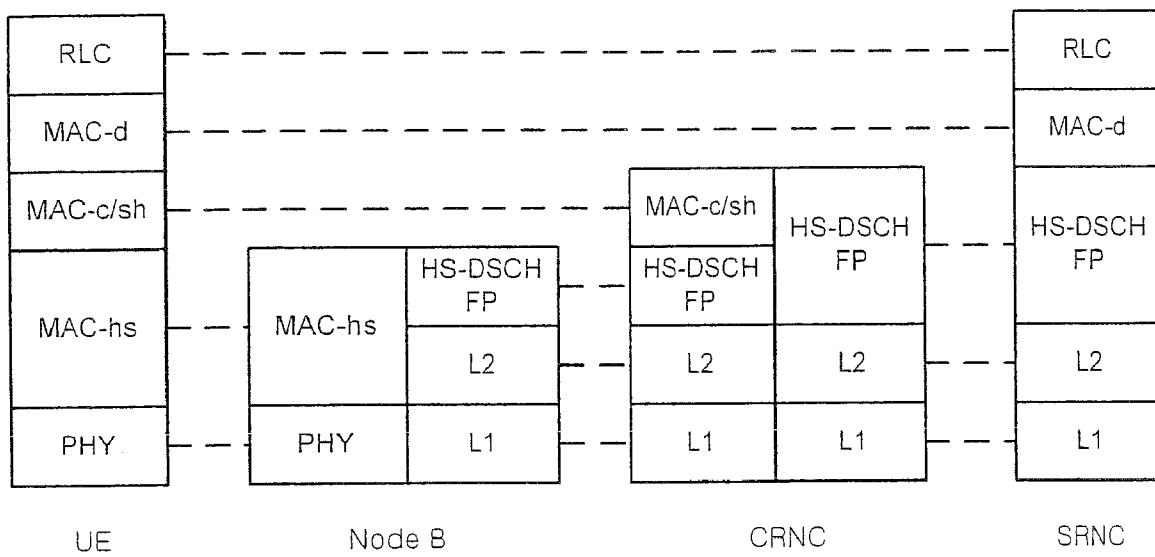 RLC
MAC-d
MAC-c/sh
MAC-hs
PHY
UE
MAC-hs
PHY
HS-DSCH
FP
L2
L1
Node B
MAC-c/sh
HS-DSCH
FP
L2
L1
HS-DSCH
FP
L2
L1
CRNC
RLC
MAC-d
HS-DSCH
FP
L2
L1
SRNC